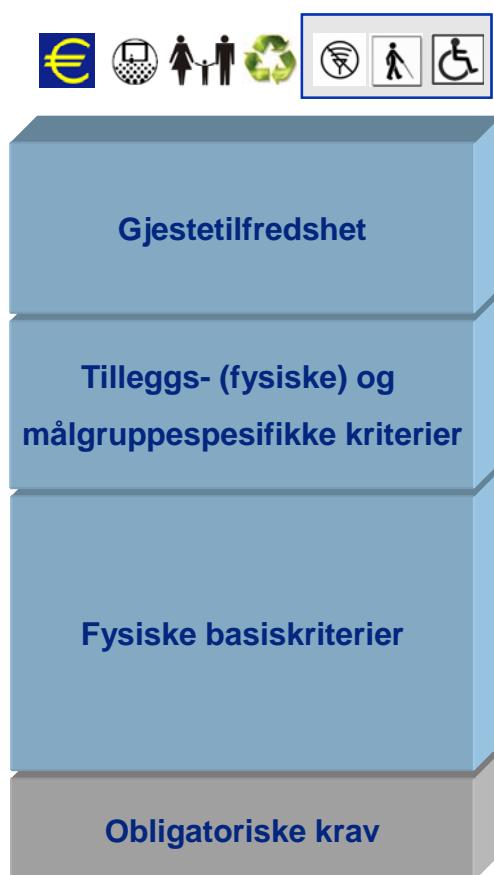 €
Gjestetilfredshet
Tilleggs- (fysiske) og
målgruppespesifikke kriterier
Fysiske basiskriterier
Obligatoriske krav